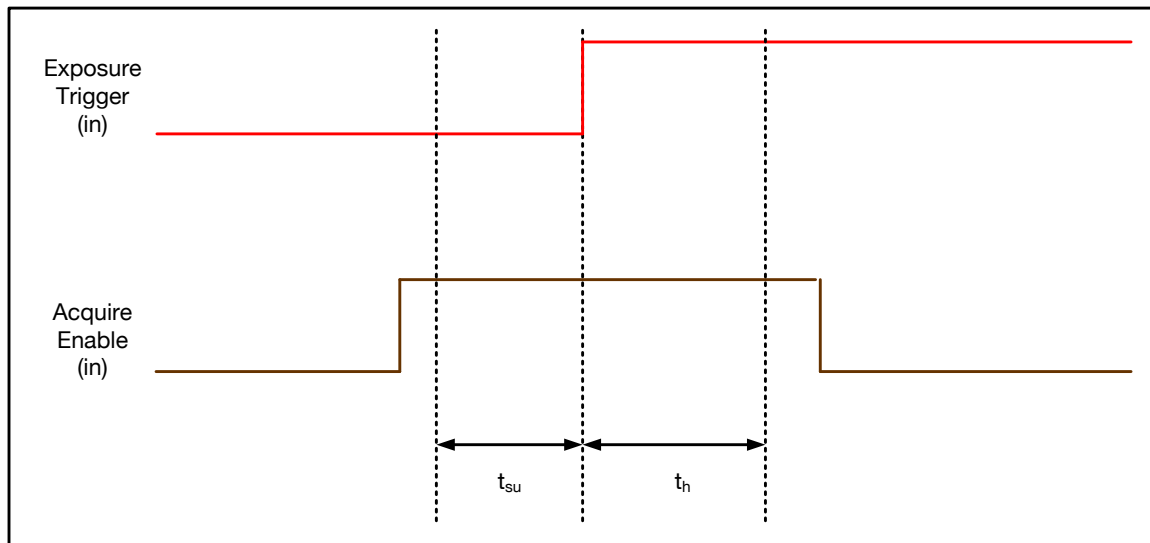 Exposure
Trigger
(in)
Acquire
Enable
(in)
tsu
th